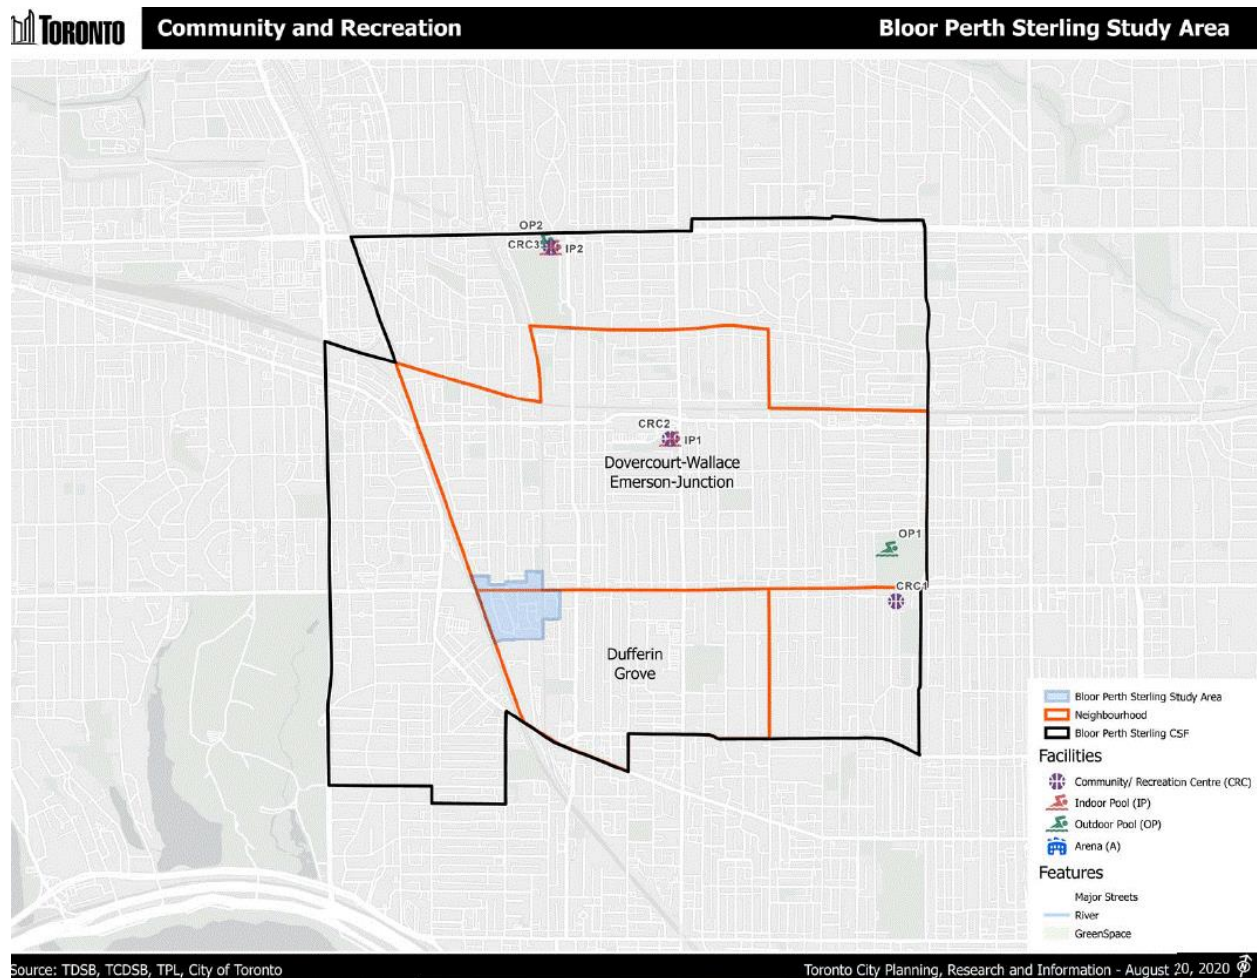 TORONTO
Community and Recreation
Bloor Perth Sterling Study Area
OP2
CRC3
IP2
CRC2
IP1
Dovercourt-Wallace
Emerson-Junction
OP1
CRC1
Dufferin
Grove
Bloor Perth Sterling Study Area
Neighbourhood
Bloor Perth Sterling CSF
Facilities
Community/ Recreation Centre (CRC)
Indoor Pool (IP)
Outdoor Pool (OP)
Arena (A)
Features
Major Streets
River
GreenSpace
Source: TDSB, TCDSB, TPL, City of Toronto
Toronto City Planning, Research and Information - August 20, 2020